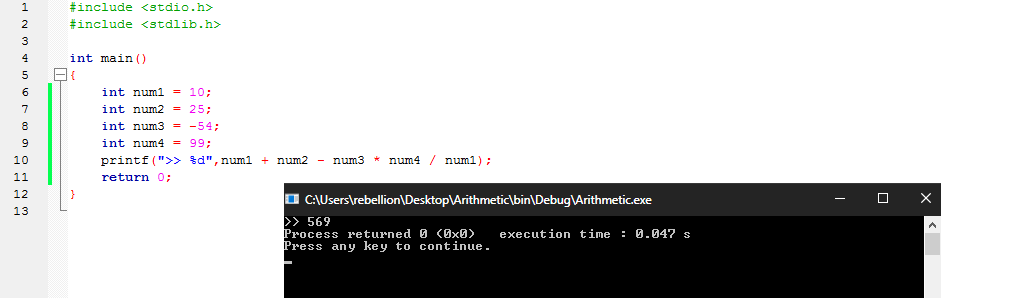 1 #include <stdio.h>
2 #include <stdlib.h>
3
4 int main()
5 {
6 int num1 = 10;
7 int num2 = 25;
8 int num3 = -54;
9 int num4 = 99;
10 printf(">> %d",num1 + num2 - num3 * num4 / num1);
11 return 0;
12 }
13
C:\Users\rebellion\Desktop\Arithmetic\bin\Debug\Arithmetic.exe
>> 569
Process returned 0 (0x0)   execution time : 0.047 s
Press any key to continue.